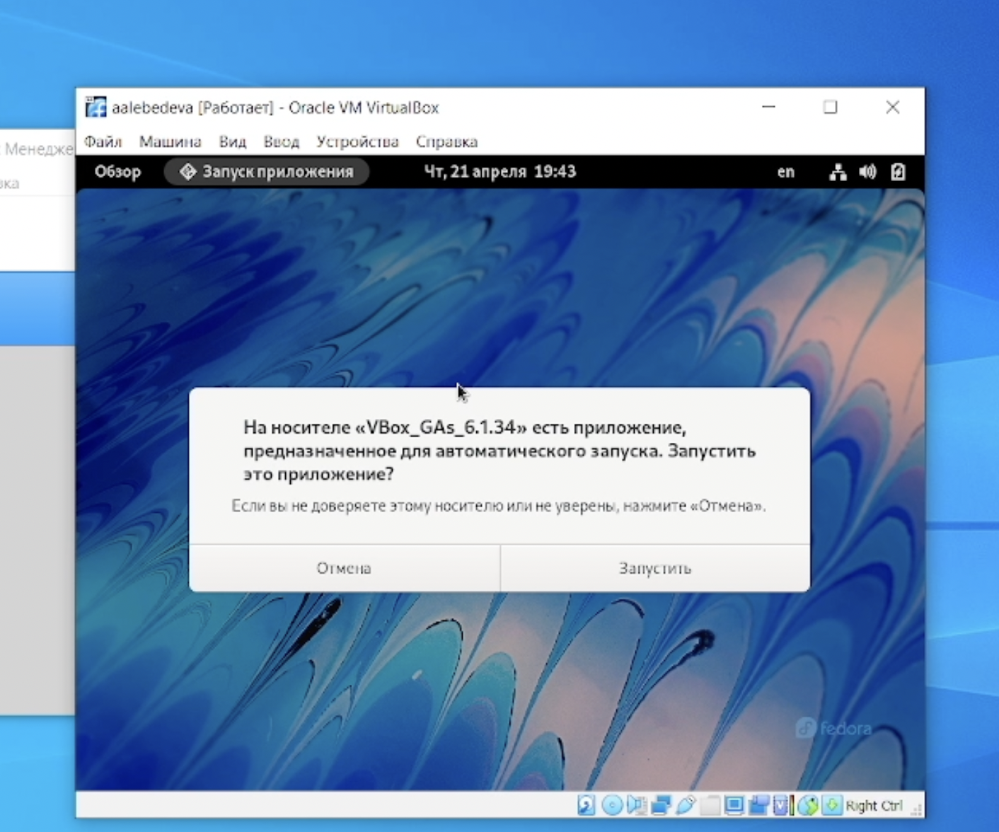 aalebedeva [Работает] - Oracle VM VirtualBox
Менедже
Файл Машина Вид Ввод Устройства Справка
вка
Обзор Запуск приложения Чт, 21 апреля 19:43 en
На носителе «VBox_GAs_6.1.34» есть приложение,
предназначенное для автоматического запуска. Запустить
это приложение?
Если вы не доверяете этому носителю или не уверены, нажмите «Отмена».
Отмена Запустить
fedora
Right Ctrl